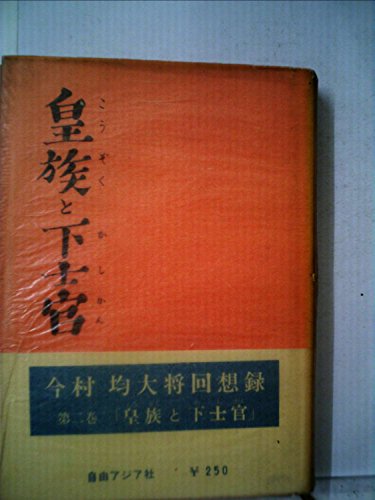 皇族と下士官
こうぞく かしかん
今村 均大将回想録
第二巻「皇族と下士官」
自由アジア社 ¥250